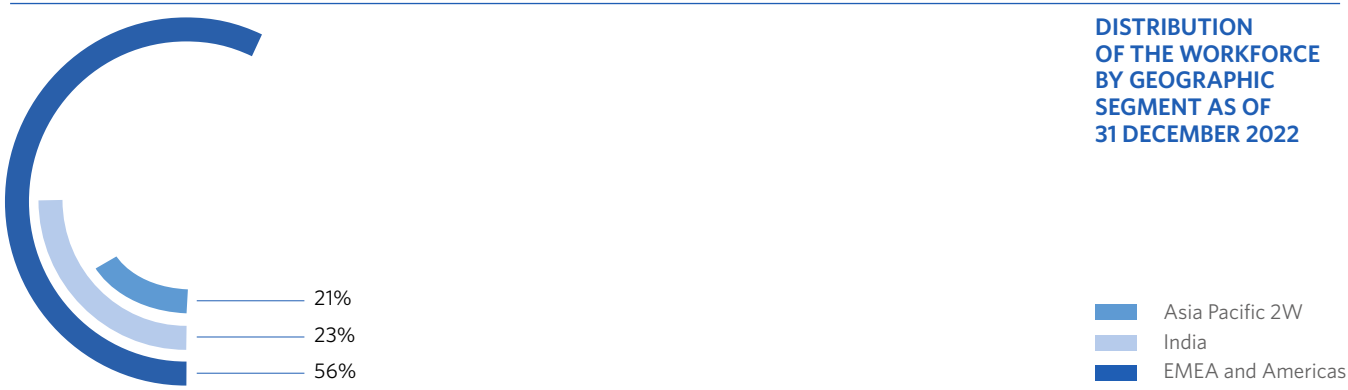 DISTRIBUTION
OF THE WORKFORCE
BY GEOGRAPHIC
SEGMENT AS OF
31 DECEMBER 2022
21%
23%
56%
Asia Pacific 2W
India
EMEA and Americas